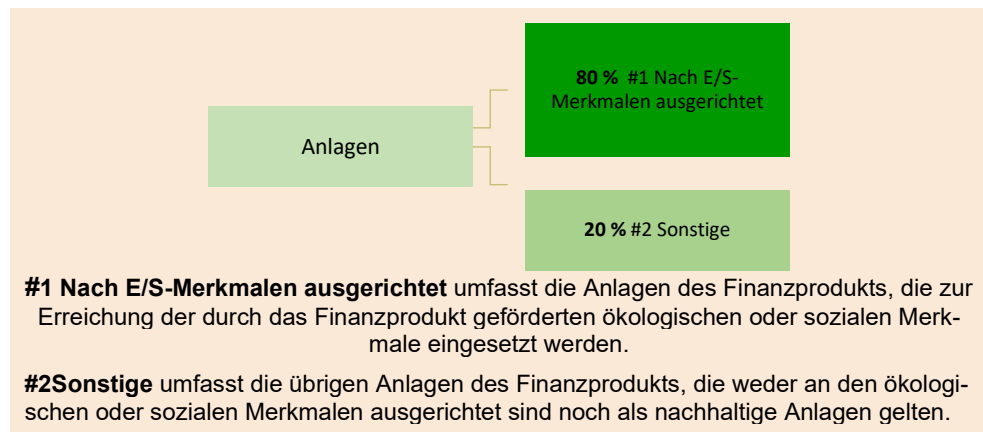 80 % #1 Nach E/S-
Merkmalen ausgerichtet
Anlagen
20 % #2 Sonstige
#1 Nach E/S-Merkmalen ausgerichtet umfasst die Anlagen des Finanzprodukts, die zur
Erreichung der durch das Finanzprodukt geförderten ökologischen oder sozialen Merk-
male eingesetzt werden.
#2Sonstige umfasst die übrigen Anlagen des Finanzprodukts, die weder an den ökologi-
schen oder sozialen Merkmalen ausgerichtet sind noch als nachhaltige Anlagen gelten.